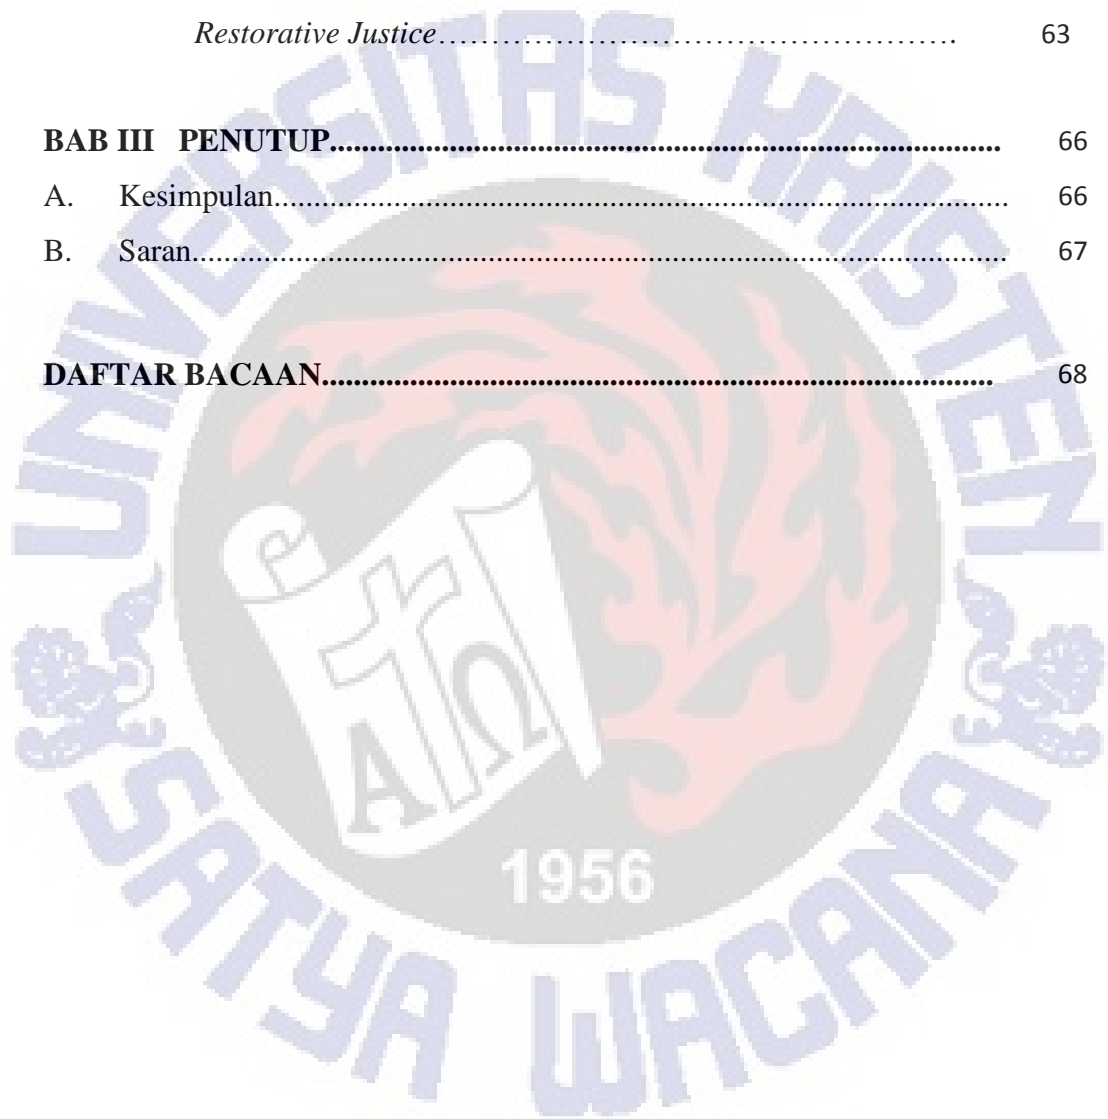 Restorative Justice…………………………………………. 63
BAB III PENUTUP..................................................................................... 66
A. Kesimpulan............................................................................................ 66
B. Saran...................................................................................................... 67
DAFTAR BACAAN..................................................................................... 68
UNIVERSITAS KRISTEN
SATYA WACANA
Α
Ω
1956